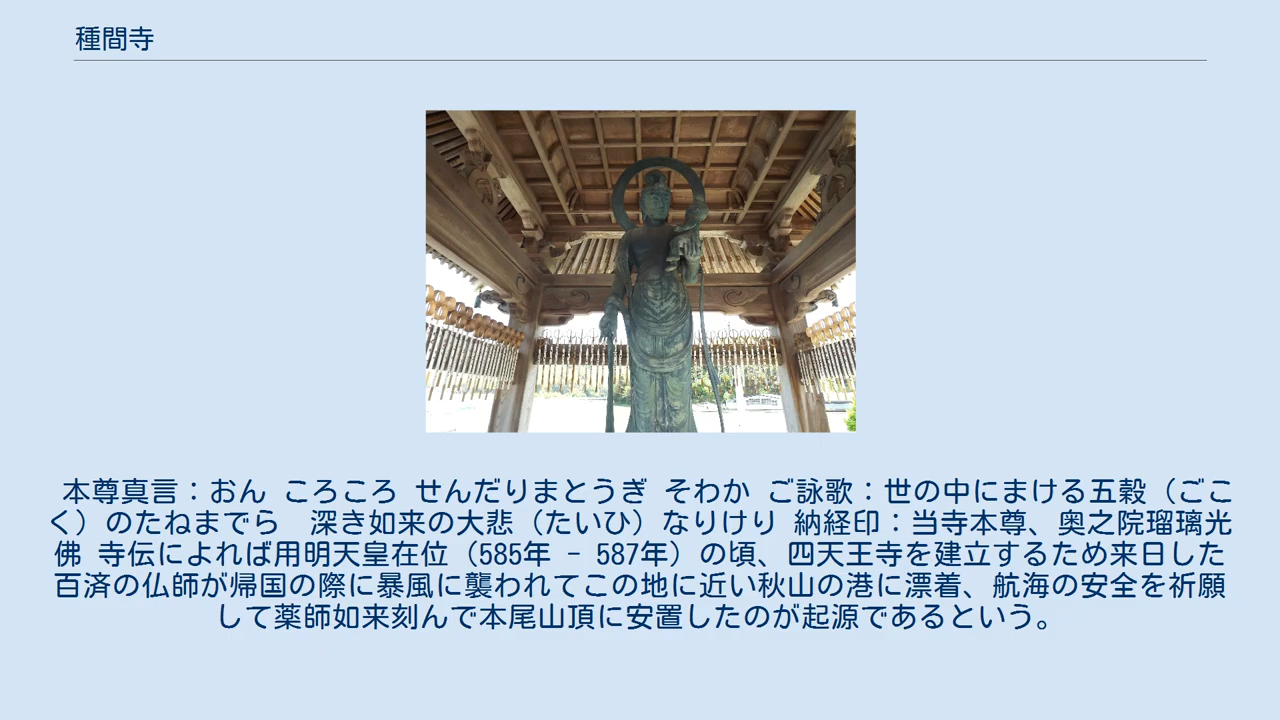 種間寺
本尊真言：おん ころころ せんだりまとうぎ そわか ご詠歌：世の中にまける五穀（ごこ
く）のたねまでら　深き如来の大悲（たいひ）なりけり 納経印：当寺本尊、奥之院瑠璃光
佛 寺伝によれば用明天皇在位（585年 - 587年）の頃、四天王寺を建立するため来日した
百済の仏師が帰国の際に暴風に襲われてこの地に近い秋山の港に漂着、航海の安全を祈願
して薬師如来刻んで本尾山頂に安置したのが起源であるという。